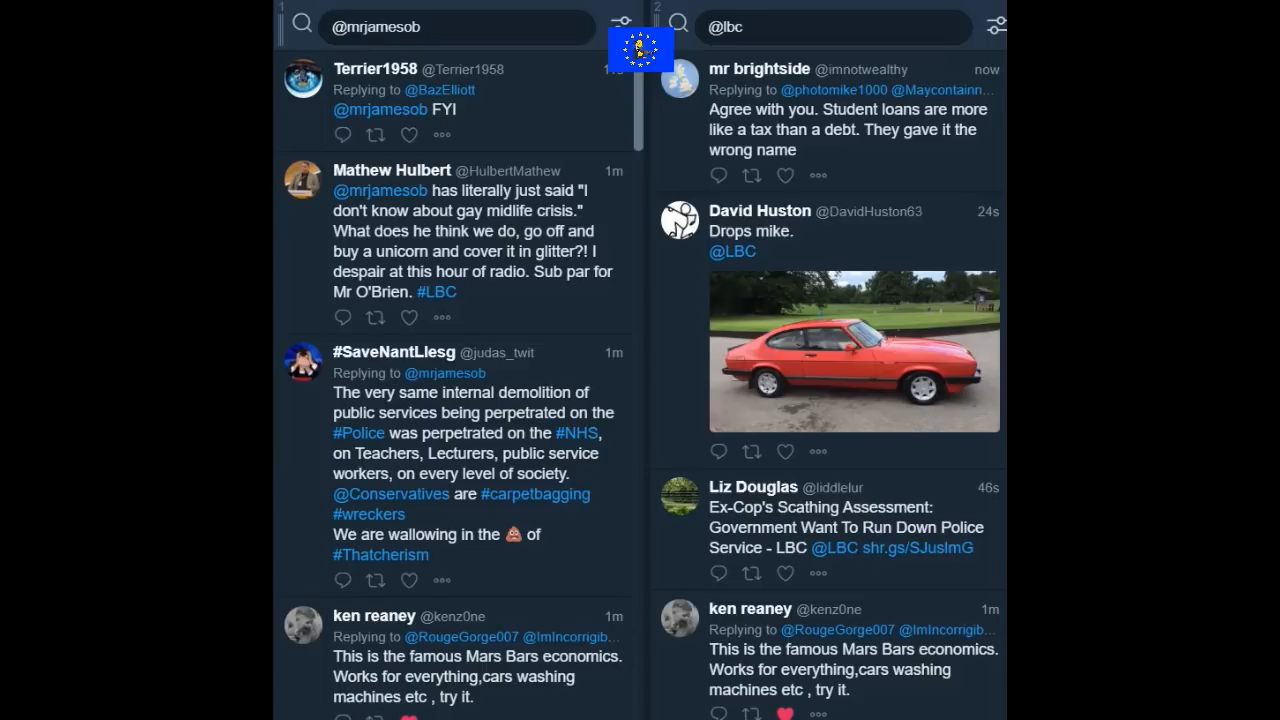 1
@mrjamesob
Terrier1958 @Terrier1958
Replying to @BazElliott
@mrjamesob FYI
Mathew Hulbert @HulbertMathew 1m
@mrjamesob has literally just said "I
don't know about gay midlife crisis."
What does he think we do, go off and
buy a unicorn and cover it in glitter?! I
despair at this hour of radio. Sub par for
Mr O'Brien. #LBC
#SaveNantLlesg @judas_twit 1m
Replying to @mrjamesob
The very same internal demolition of
public services being perpetrated on the
#Police was perpetrated on the #NHS,
on Teachers, Lecturers, public service
workers, on every level of society.
@Conservatives are #carpetbagging
#wreckers
We are wallowing in the 💩 of
#Thatcherism
ken reaney @kenz0ne 1m
Replying to @RougeGorge007 @ImIncorrigib...
This is the famous Mars Bars economics.
Works for everything,cars washing
machines etc , try it.
2
@lbc
mr brightside @imnotwealthy now
Replying to @photomike1000 @Maycontainn...
Agree with you. Student loans are more
like a tax than a debt. They gave it the
wrong name
David Huston @DavidHuston63 24s
Drops mike.
@LBC
Liz Douglas @liddlelur 46s
Ex-Cop's Scathing Assessment:
Government Want To Run Down Police
Service - LBC @LBC shr.gs/SJusImG
ken reaney @kenz0ne 1m
Replying to @RougeGorge007 @ImIncorrigib...
This is the famous Mars Bars economics.
Works for everything,cars washing
machines etc , try it.